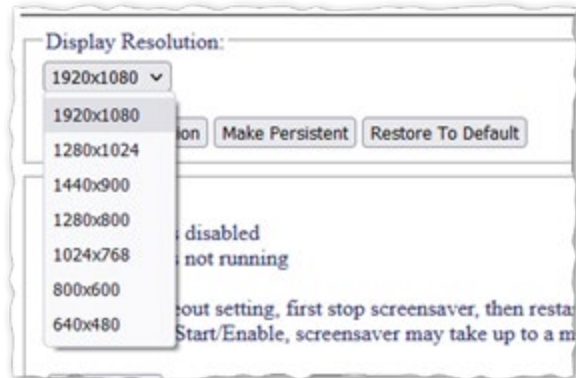 Display Resolution:
1920x1080
1920x1080
ion Make Persistent Restore To Default
1280x1024
1440x900
1280x800
disabled
1024x768
not running
800x600
out setting, first stop screensaver, then resta
640x480
Start/Enable, screensaver may take up to a m